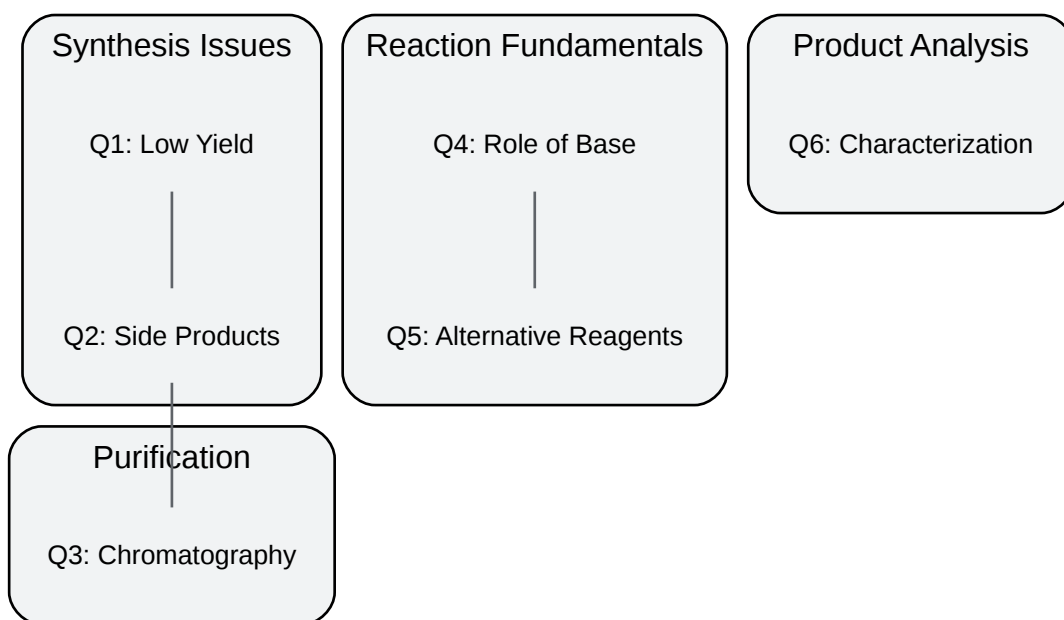 Synthesis Issues
Q1: Low Yield
Q2: Side Products
Purification
Q3: Chromatography
Reaction Fundamentals
Q4: Role of Base
Q5: Alternative Reagents
Product Analysis
Q6: Characterization